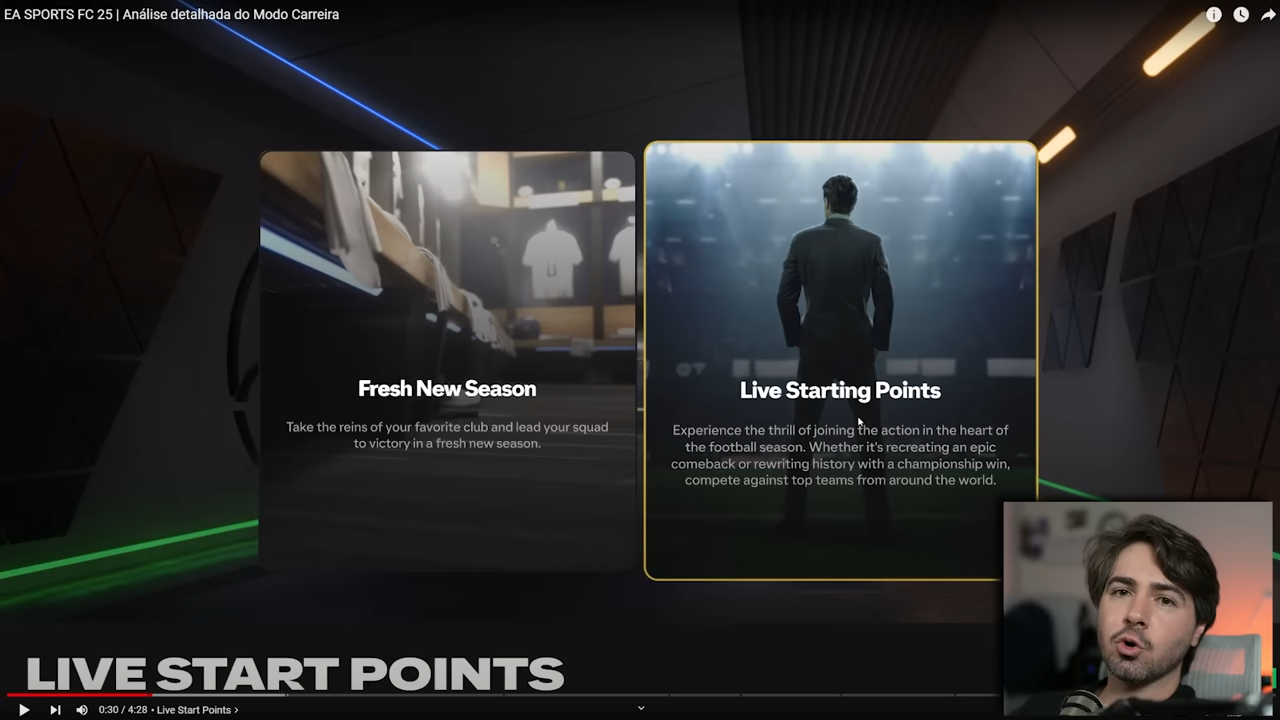 EA SPORTS FC 25 | Análise detalhada do Modo Carreira
Fresh New Season
Take the reins of your favorite club and lead your squad
to victory in a fresh new season.
Live Starting Points
Experience the thrill of joining the action in the heart of
the football season. Whether it's recreating an epic
comeback or rewriting history with a championship win,
compete against top teams from around the world.
LIVE START POINTS
0:30 / 4:28 • Live Start Points ›